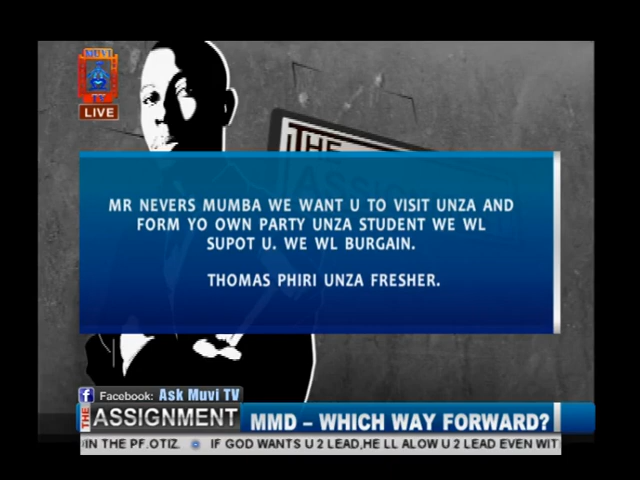 MUVI
TV
LIVE
THE
MR NEVERS MUMBA WE WANT U TO VISIT UNZA AND
FORM YO OWN PARTY UNZA STUDENT WE WL
SUPOT U. WE WL BURGAIN.
THOMAS PHIRI UNZA FRESHER.
Facebook: Ask Muvi TV
THE ASSIGNMENT
MMD – WHICH WAY FORWARD?
IN THE PF.OTIZ. IF GOD WANTS U 2 LEAD,HE,LL ALOW U 2 LEAD EVEN WIT